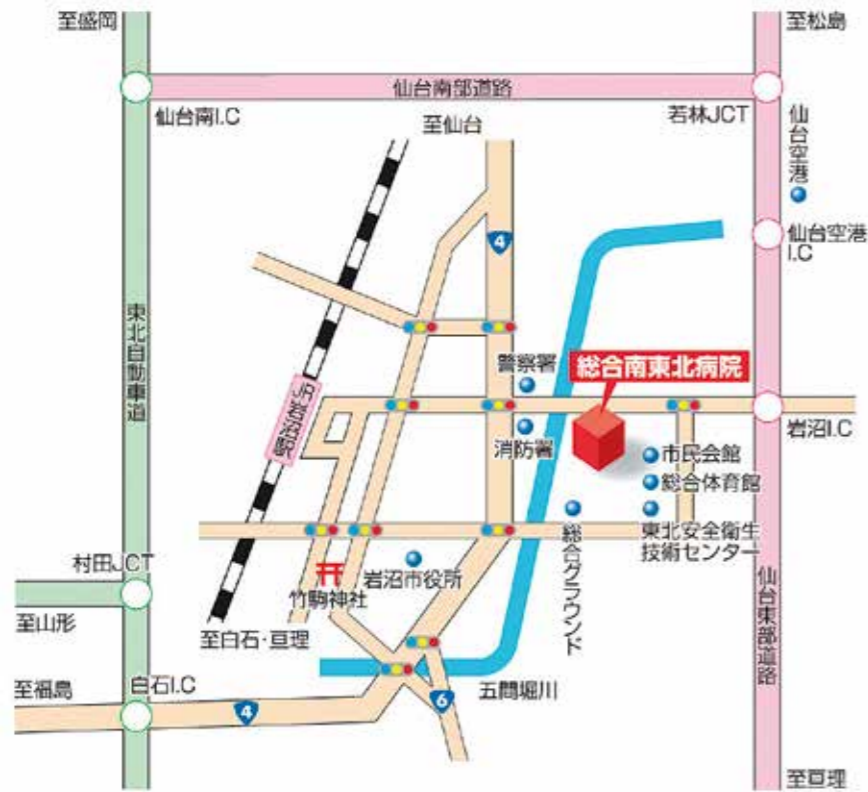 至盛岡
至松島
仙台南部道路
仙台南I.C
若林JCT
至仙台
仙台空港
4
仙台空港
I.C
東北自動車道
警察署
総合南東北病院
JR岩沼駅
消防署
岩沼I.C
市民会館
総合体育館
東北安全衛生
技術センター
総合グラウンド
村田JCT
竹駒神社
岩沼市役所
仙台東部道路
至山形
至白石・亘理
至福島
白石I.C
五間堀川
4
6
至亘理